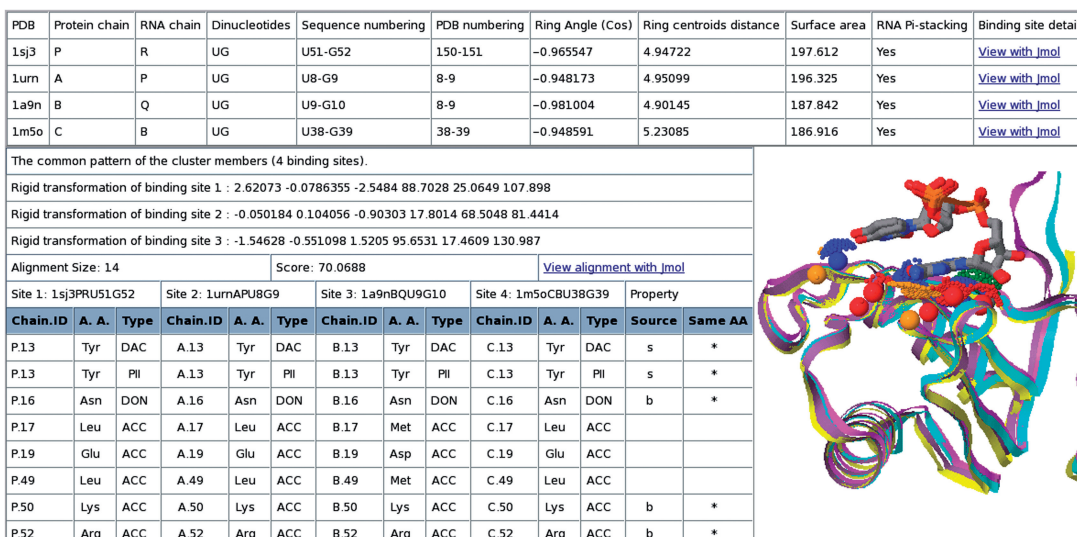 PDB Protein chain RNA chain Dinucleotides Sequence numbering PDB numbering Ring Angle (Cos) Ring centroids distance Surface area RNA Pi-stacking Binding site
1sj3 P R UG U51-G52 150-151 −0.965547 4.94722 197.612 Yes View with Jmol
1urn A P UG U8-G9 8-9 −0.948173 4.95099 196.325 Yes View with Jmol
1a9n B Q UG U9-G10 8-9 −0.981004 4.90145 187.842 Yes View with Jmol
1m5o C B UG U38-G39 38-39 −0.948591 5.23085 186.916 Yes View with Jmol
The common pattern of the cluster members (4 binding sites).
Rigid transformation of binding site 1 : 2.62073 -0.0786355 -2.5484 88.7028 25.0649 107.898
Rigid transformation of binding site 2 : -0.050184 0.104056 -0.90303 17.8014 68.5048 81.4414
Rigid transformation of binding site 3 : -1.54628 -0.551098 1.5205 95.6531 17.4609 130.987
Alignment Size: 14 Score: 70.0688 View alignment with Jmol
Site 1: 1sj3PRU51G52 Site 2: 1urnAPU8G9 Site 3: 1a9nBQU9G10 Site 4: 1m5oCBU38G39 Property
Chain.ID A. A. Type Chain.ID A. A. Type Chain.ID A. A. Type Chain.ID A. A. Type Source Same AA
P.13 Tyr DAC A.13 Tyr DAC B.13 Tyr DAC C.13 Tyr DAC s *
P.13 Tyr PII A.13 Tyr PII B.13 Tyr PII C.13 Tyr PII s *
P.16 Asn DON A.16 Asn DON B.16 Asn DON C.16 Asn DON b *
P.17 Leu ACC A.17 Leu ACC B.17 Met ACC C.17 Leu ACC
P.19 Glu ACC A.19 Glu ACC B.19 Asp ACC C.19 Glu ACC
P.49 Leu ACC A.49 Leu ACC B.49 Met ACC C.49 Leu ACC
P.50 Lys ACC A.50 Lys ACC B.50 Lys ACC C.50 Lys ACC b *
P.52 Arg ACC A.52 Arg ACC B.52 Arg ACC C.52 Arg ACC b *